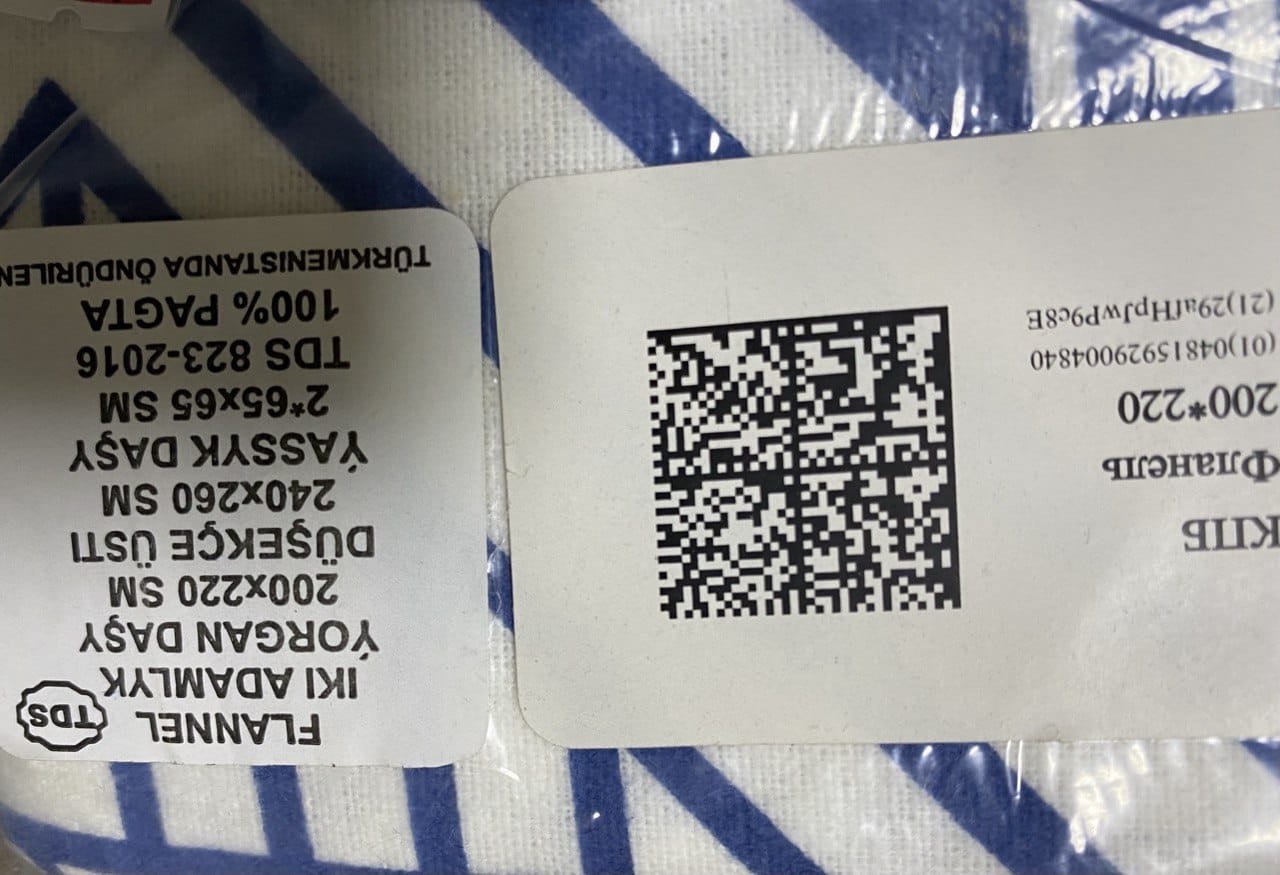 FLANNEL
TDS
IKI ADAMLYK
ÝORGAN DAŞY
200x220 SM
DÜŞEKÇE ÜSTI
240x260 SM
ÝASSYK DAŞY
2*65x65 SM
TDS 823-2016
100% PAGTA
TÜRKMENISTANDA ÖNDÜRILEN
КПБ
Фланель
200*220
(01)04815929004840
(21)29afHpJwP9c8E